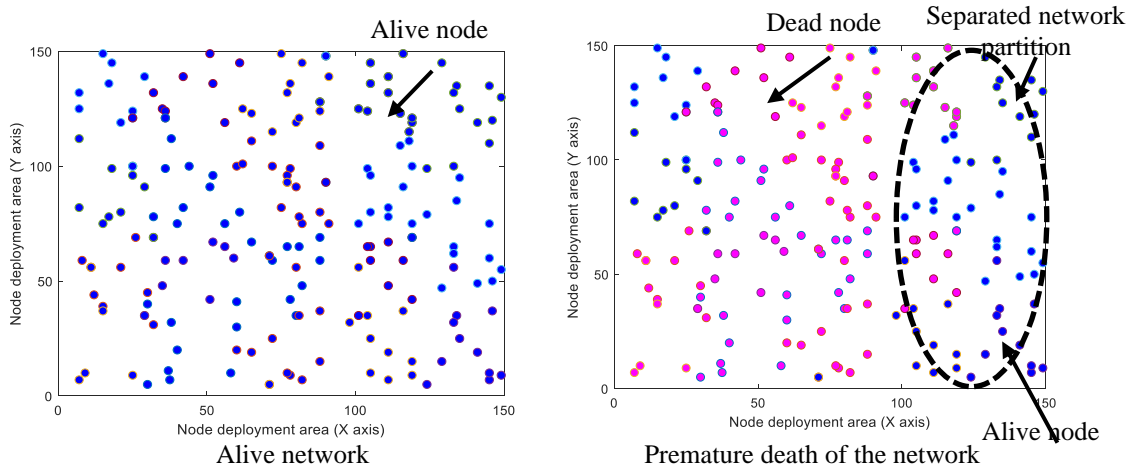 Alive node
150
100
50
0
0
50
100
150
Node deployment area (Y axis)
Node deployment area (X axis)
Alive network
Dead node
Separated network
partition
150
100
50
0
0
50
100
150
Node deployment area (Y axis)
Node deployment area (X axis)
Alive node
Premature death of the network